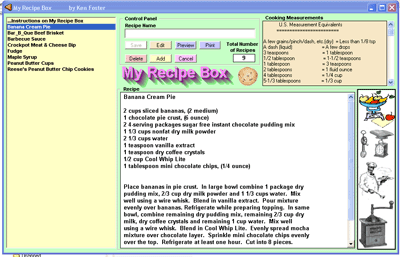 My Recipe Box by Ken Foster
...Instructions on My Recipe Box
Banana Cream Pie
Bar_B_Que Beef Brisket
Barbecue Sauce
Crockpot Meat & Cheese Dip
Fudge
Maple Syrup
Peanut Butter Cups
Reese's Peanut Butter Chip Cookies
Control Panel
Recipe Name
Save Edit Preview Print
Delete Add Cancel
Total Number
of Recipes
9
My Recipe Box
Cooking Measurements
U.S. Measurement Equivalents
A few grains/pinch/dash, etc.(dry) = Less than 1/8 tsp
A dash (liquid) = A few drops
3 teaspoons = 1 tablespoon
1/2 tablespoon = 1-1/2 teaspoons
1 tablespoon = 3 teaspoons
2 tablespoons = 1 fluid ounce
4 tablespoons = 1/4 cup
5-1/3 tablespoons = 1/3 cup
Recipe
Banana Cream Pie
2 cups sliced bananas, (2 medium)
1 chocolate pie crust, (6 ounce)
2 4 serving packages sugar free instant chocolate pudding mix
1 1/3 cups nonfat dry milk powder
2 1/3 cups water
1 teaspoon vanilla extract
1 teaspoon dry coffee crystals
1/2 cup Cool Whip Lite
1 tablespoon mini chocolate chips, (1/4 ounce)
Place bananas in pie crust. In large bowl combine 1 package dry
pudding mix, 2/3 cup dry milk powder and 1 1/3 cups water. Mix
well using a wire whisk. Blend in vanilla extract. Pour mixture
evenly over bananas. Refrigerate while preparing topping. In same
bowl, combine remaining dry pudding mix, remaining 2/3 cup dry
milk, dry coffee crystals and remaining 1 cup water. Mix well
using a wire whisk. Blend in Cool Whip Lite. Evenly spread mocha
mixture over chocolate layer. Sprinkle mini chocolate chips evenly
over the top. Refrigerate at least one hour. Cut into 8 pieces.